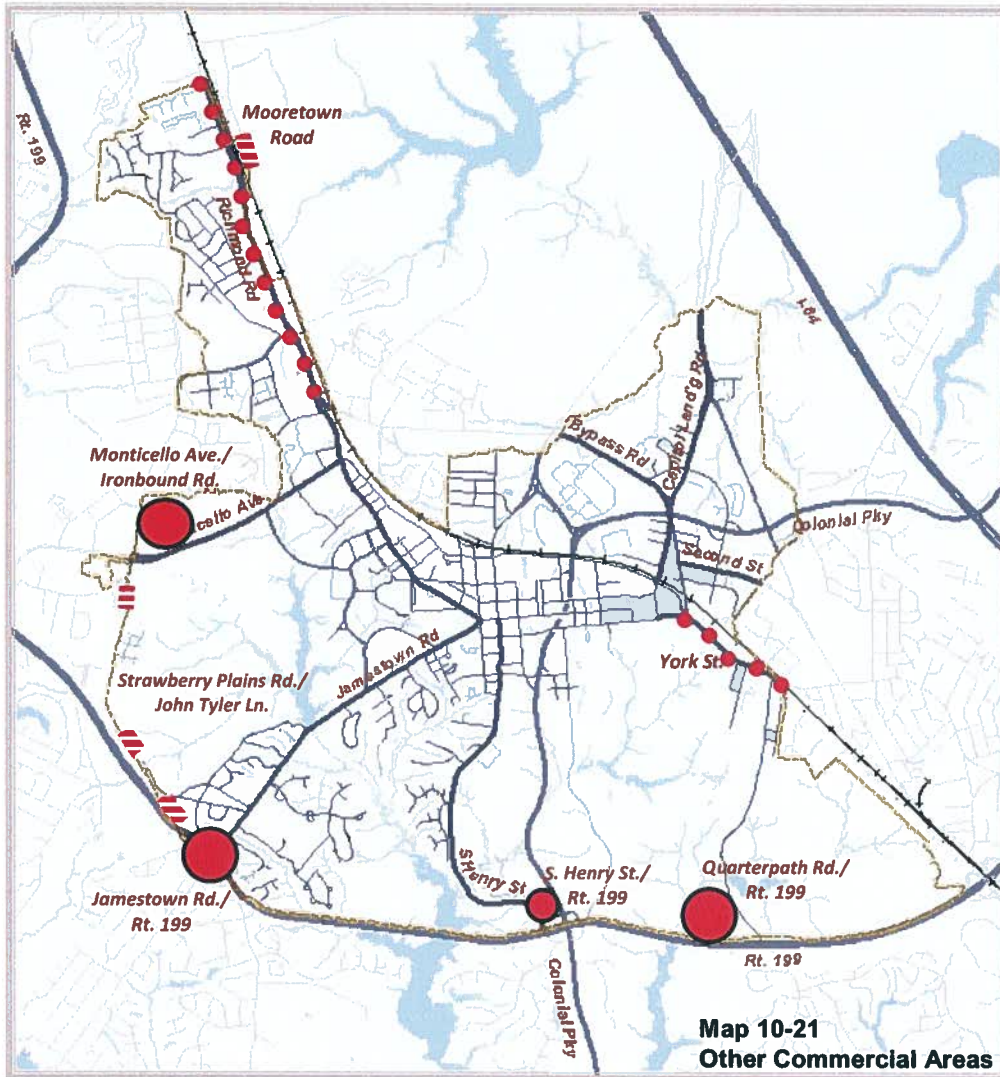 Mooretown
Road
Rt. 199
Richmond Rd
I-64
Capitol Land'g Rd
Bypass Rd
Monticello Ave./
Ironbound Rd.
cello Ave.
Colonial Pky
Second St
York St.
Jamestown Rd
Strawberry Plains Rd./
John Tyler Ln.
S Henry St
S. Henry St./
Rt. 199
Quarterpath Rd./
Rt. 199
Jamestown Rd./
Rt. 199
Rt. 199
Colonial Pky
Map 10-21
Other Commercial Areas